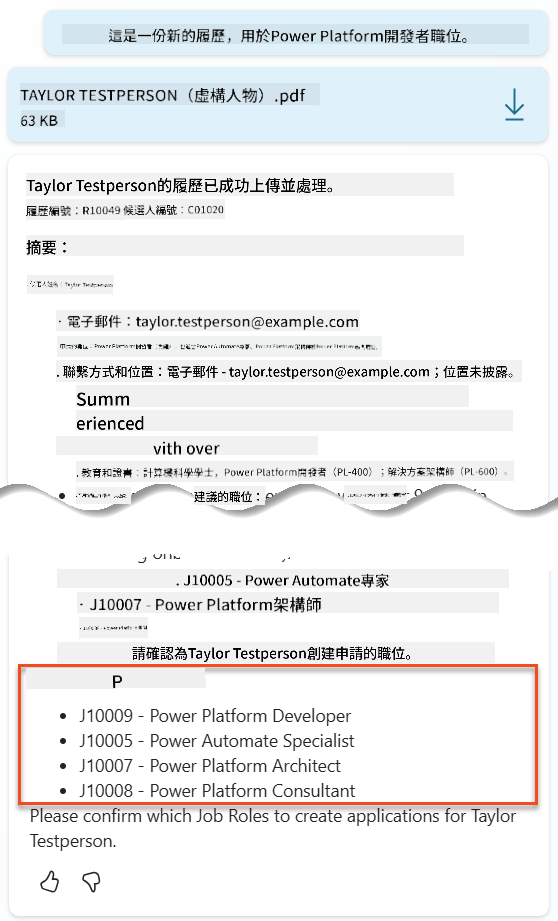 這是一份新的履歷，用於Power Platform開發者職位。
TAYLOR TESTPERSON（虛構人物）.pdf
63 KB
Taylor Testperson的履歷已成功上傳並處理。
履歷編號：R10049 候選人編號：C01020
摘要：
· 電子郵件：taylor.testperson@example.com
. 聯繫方式和位置：電子郵件 - taylor.testperson@example.com；位置未披露。
Summ
erienced
vith over
. 教育和證書：計算機科學學士，Power Platform開發者（PL-400）；解決方案架構師（PL-600）。
建議的職位：
. J10005 - Power Automate專家
· J10007 - Power Platform架構師
請確認為Taylor Testperson創建申請的職位。
P
• J10009 - Power Platform Developer
• J10005 - Power Automate Specialist
• J10007 - Power Platform Architect
• J10008 - Power Platform Consultant
Please confirm which Job Roles to create applications for Taylor
Testperson.